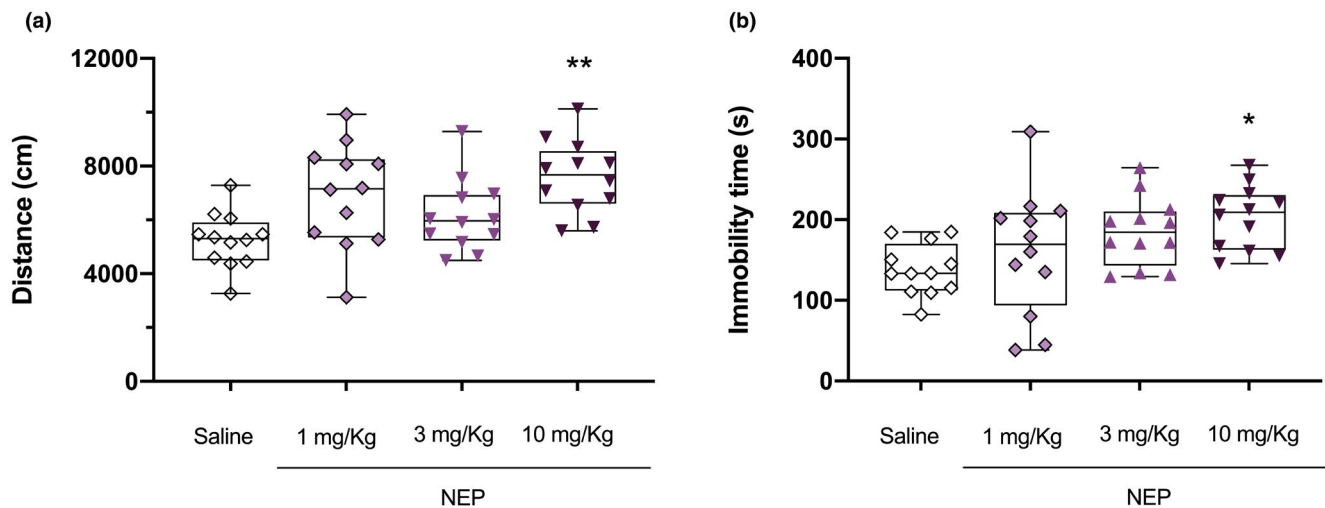 (a)
Distance (cm)
12000
8000
4000
0
**
Saline
1 mg/Kg
3 mg/Kg
10 mg/Kg
NEP
(b)
Immobility time (s)
400
300
200
100
0
*
Saline
1 mg/Kg
3 mg/Kg
10 mg/Kg
NEP